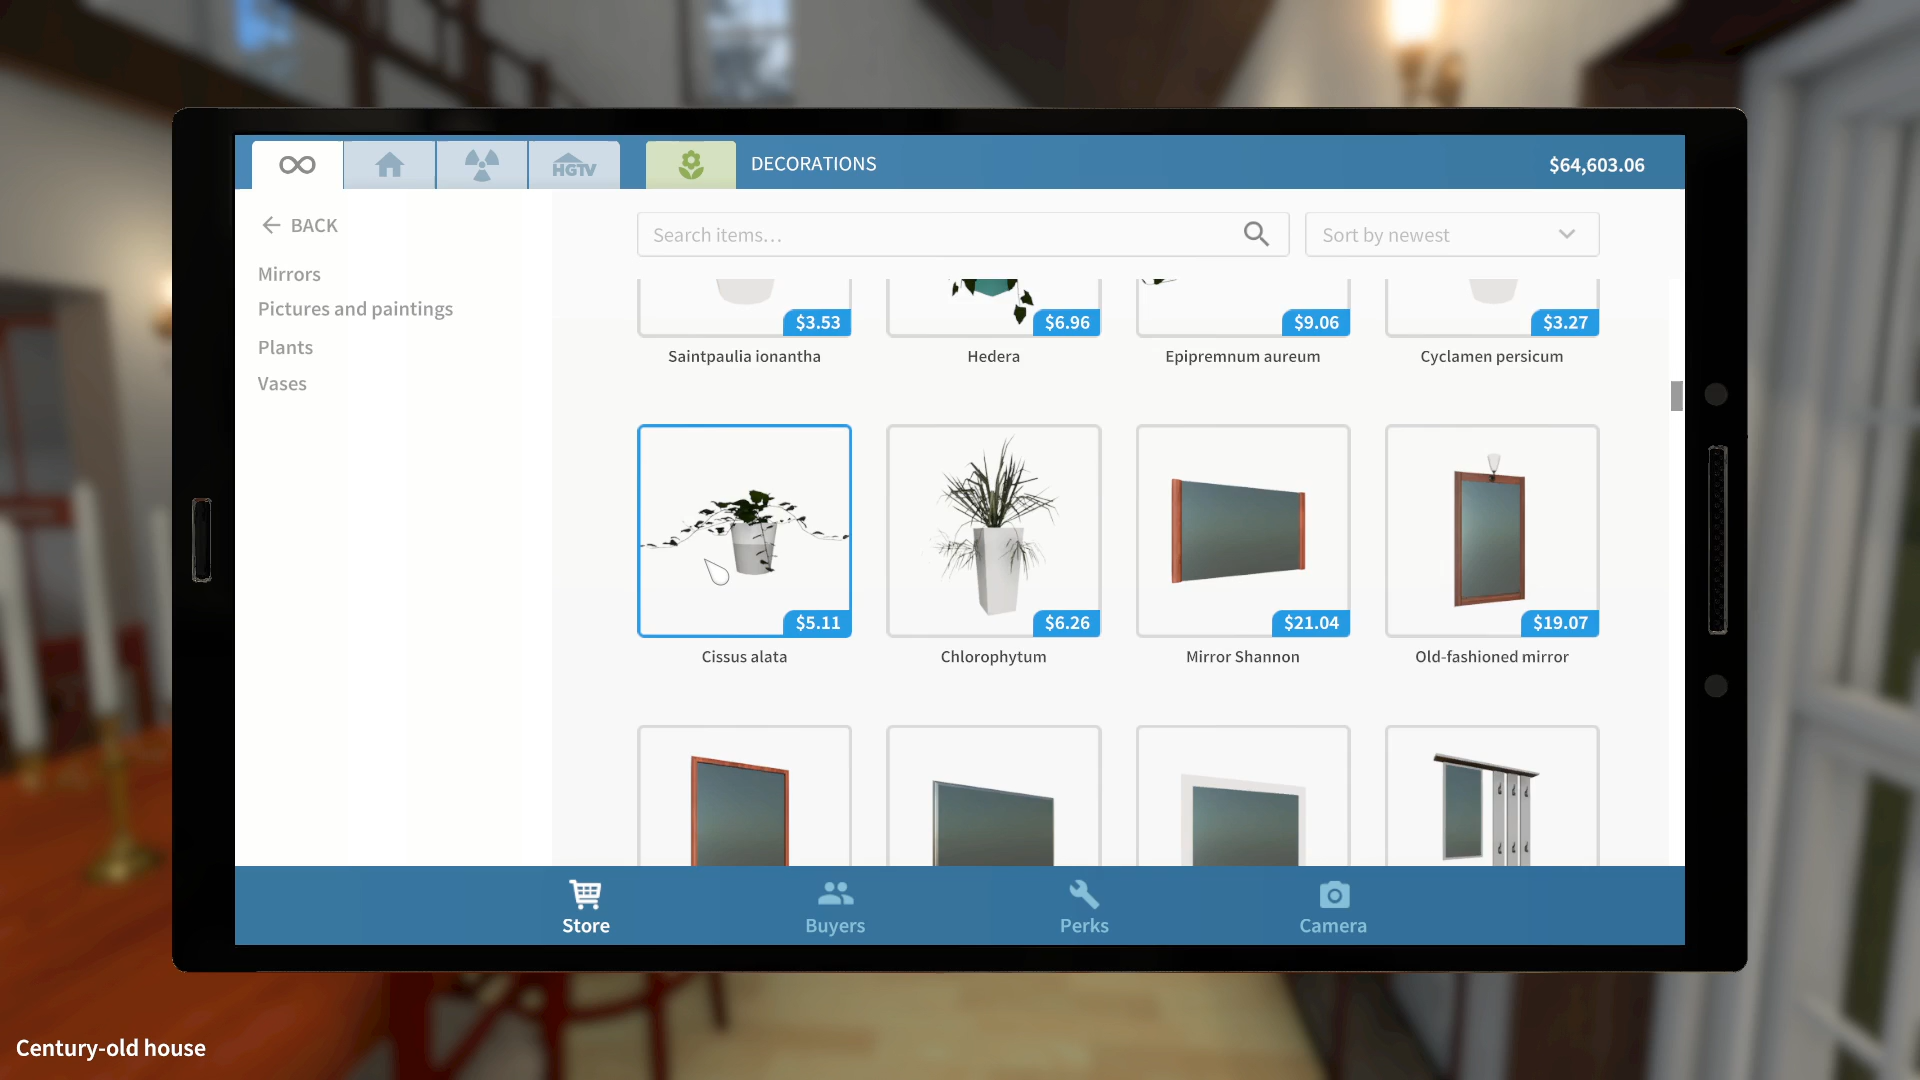 HGTV
DECORATIONS
$64,603.06
BACK
Search items...
Sort by newest
Mirrors
Pictures and paintings
Plants
Vases
$3.53
$6.96
$9.06
$3.27
Saintpaulia ionantha
Hedera
Epipremnum aureum
Cyclamen persicum
$5.11
$6.26
$21.04
$19.07
Cissus alata
Chlorophytum
Mirror Shannon
Old-fashioned mirror
Store
Buyers
Perks
Camera
Century-old house